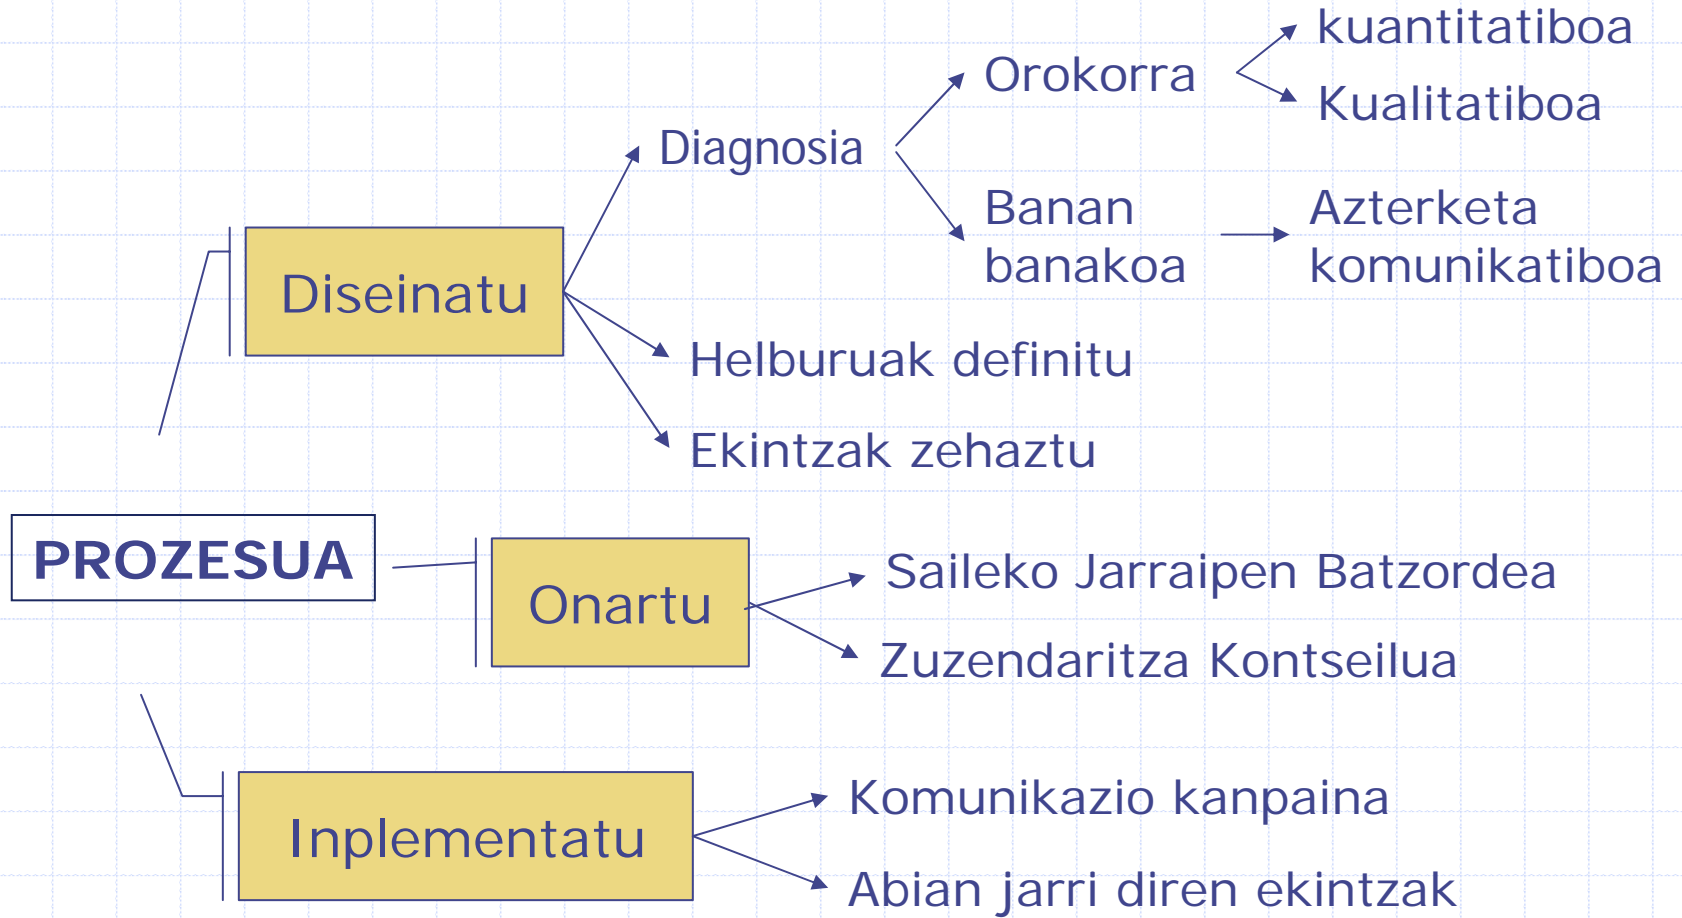 kuantitatiboa
Orokorra
Kualitatiboa
Diagnosia
Banan
banakoa
Azterketa
komunikatiboa
Diseinatu
Helburuak definitu
Ekintzak zehaztu
PROZESUA
Onartu
Saileko Jarraipen Batzordea
Zuzendaritza Kontseilua
Inplementatu
Komunikazio kanpaina
Abian jarri diren ekintzak